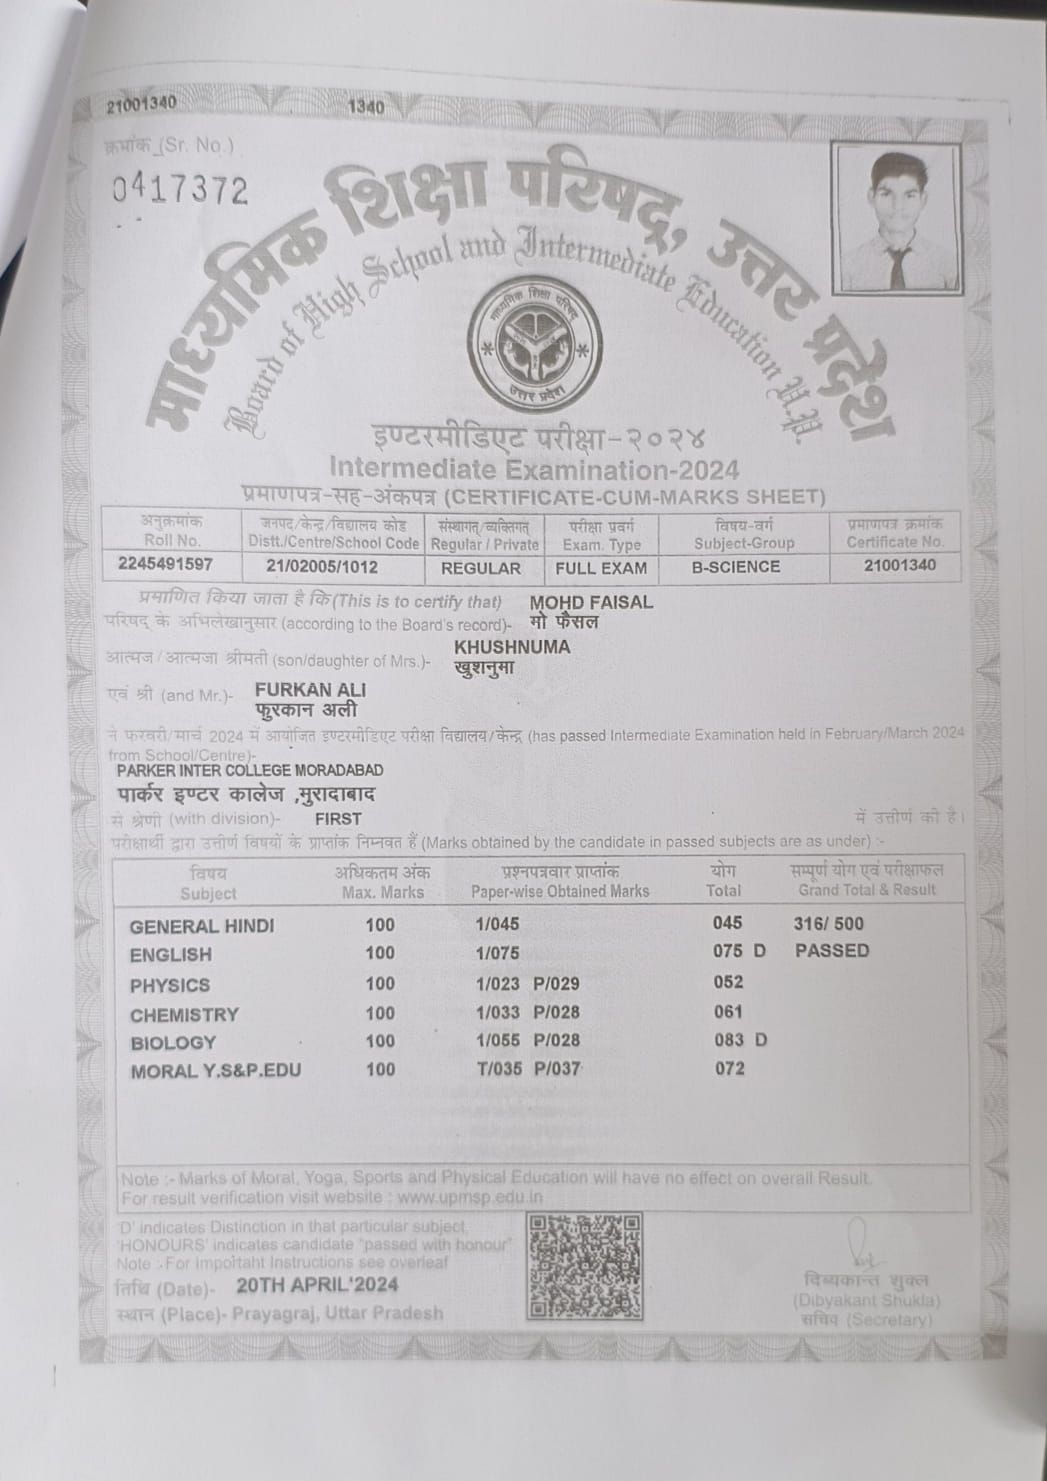 21001340 1340
क्रमांक (Sr. No.)
0417372
माध्यमिक शिक्षा परिषद्, उत्तर प्रदेश
Board of High School and Intermediate Education U.P.
माध्यमिक शिक्षा परिषद्
उत्तर प्रदेश
इण्टरमीडिएट परीक्षा-२०२४
Intermediate Examination-2024
प्रमाणपत्र-सह-अंकपत्र (CERTIFICATE-CUM-MARKS SHEET)
अनुक्रमांक जनपद/केन्द्र/विद्यालय कोड संस्थागत/व्यक्तिगत परीक्षा प्रवर्ग विषय-वर्ग प्रमाणपत्र क्रमांक
Roll No. Distt./Centre/School Code Regular / Private Exam. Type Subject-Group Certificate No.
2245491597 21/02005/1012 REGULAR FULL EXAM B-SCIENCE 21001340
प्रमाणित किया जाता है कि (This is to certify that) MOHD FAISAL
परिषद के अभिलेखानुसार (according to the Board's record)- मो फैसल
KHUSHNUMA
आत्मज/आत्मजा श्रीमती (son/daughter of Mrs.)- खुशनुमा
एवं श्री (and Mr.)- FURKAN ALI
फुरकान अली
ने फरवरी/मार्च 2024 में आयोजित इण्टरमीडिएट परीक्षा विद्यालय/केन्द्र (has passed Intermediate Examination held in February/March 2024
from School/Centre)-
PARKER INTER COLLEGE MORADABAD
पार्कर इण्टर कालेज ,मुरादाबाद
से श्रेणी (with division)- FIRST में उत्तीर्ण की है।
परीक्षार्थी द्वारा उत्तीर्ण विषयों के प्राप्तांक निम्नवत हैं (Marks obtained by the candidate in passed subjects are as under) :-
विषय अधिकतम अंक प्रश्नपत्रवार प्राप्तांक योग सम्पूर्ण योग एवं परीक्षाफल
Subject Max. Marks Paper-wise Obtained Marks Total Grand Total & Result
GENERAL HINDI 100 1/045 045 316/ 500
ENGLISH 100 1/075 075 D PASSED
PHYSICS 100 1/023 P/029 052
CHEMISTRY 100 1/033 P/028 061
BIOLOGY 100 1/055 P/028 083 D
MORAL Y.S&P.EDU 100 T/035 P/037 072
Note :- Marks of Moral, Yoga, Sports and Physical Education will have no effect on overall Result.
For result verification visit website : www.upmsp.edu.in
'D' indicates Distinction in that particular subject.
'HONOURS' indicates candidate "passed with honour"
Note :-For Important Instructions see overleaf
तिथि (Date)- 20TH APRIL'2024
स्थान (Place)- Prayagraj, Uttar Pradesh
दिब्यकान्त शुक्ल
(Dibyakant Shukla)
सचिव (Secretary)